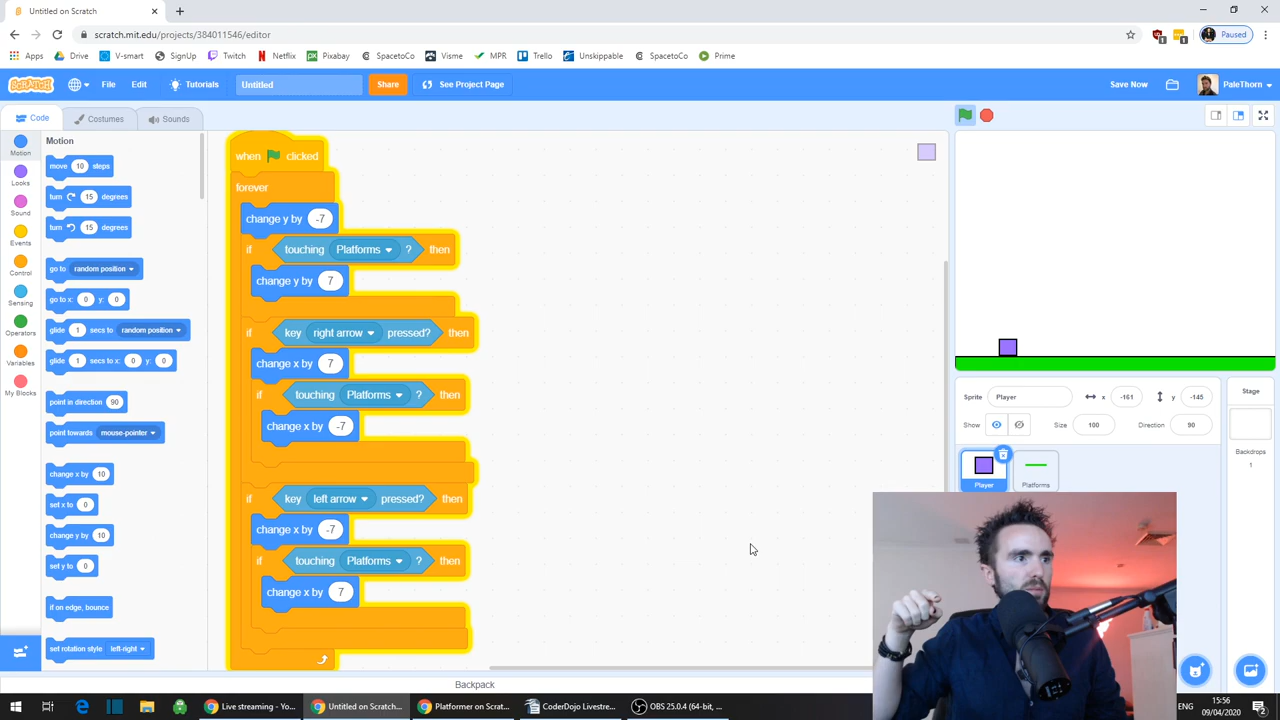 Untitled on Scratch
scratch.mit.edu/projects/384011546/editor
Paused
Apps Drive V-smart SignUp Twitch Netflix Pixabay SpacetoCo Visme MPR Trello Unskippable SpacetoCo Prime
SCRATCH File Edit Tutorials Untitled Share See Project Page Save Now PaleThorn
Code Costumes Sounds
Motion
Looks
Sound
Events
Control
Sensing
Operators
Variables
My Blocks
Motion
move 10 steps
turn 15 degrees
turn 15 degrees
go to random position
go to x: 0 y: 0
glide 1 secs to random position
glide 1 secs to x: 0 y: 0
point in direction 90
point towards mouse-pointer
change x by 10
set x to 0
change y by 10
set y to 0
if on edge, bounce
set rotation style left-right
when clicked
forever
change y by -7
if touching Platforms ? then
change y by 7
if key right arrow pressed? then
change x by 7
if touching Platforms ? then
change x by -7
if key left arrow pressed? then
change x by -7
if touching Platforms ? then
change x by 7
Sprite Player x -161 y -145
Show Size 100 Direction 90
Player
Platforms
Stage
Backdrops
1
Backpack
Live streaming - Yo...
Untitled on Scratch...
Platformer on Scrat...
CoderDojo Livestre...
OBS 25.0.4 (64-bit, ...
ENG
15:56
09/04/2020
2